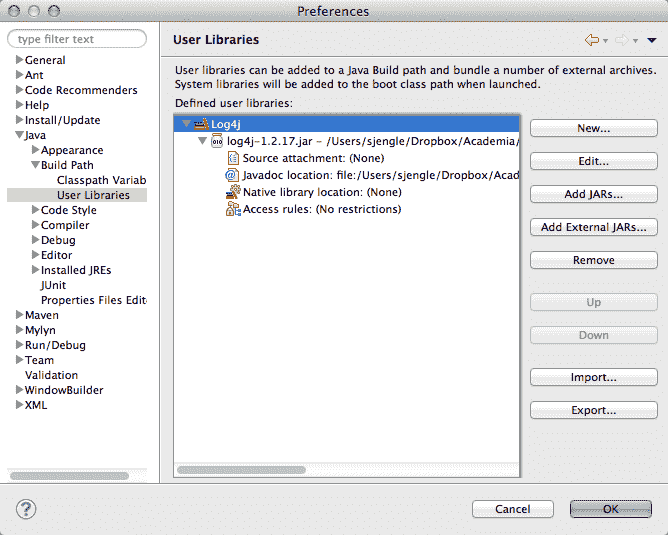 Preferences
type filter text
General
Ant
Code Recommenders
Help
Install/Update
Java
Appearance
Build Path
Classpath Variab
User Libraries
Code Style
Compiler
Debug
Editor
Installed JREs
JUnit
Properties Files Edit
Maven
Mylyn
Run/Debug
Team
Validation
WindowBuilder
XML
User Libraries
User libraries can be added to a Java Build path and bundle a number of external archives.
System libraries will be added to the boot class path when launched.
Defined user libraries:
Log4j
log4j-1.2.17.jar – /Users/sjengle/Dropbox/Academia/
Source attachment: (None)
Javadoc location: file:/Users/sjengle/Dropbox/Acad
Native library location: (None)
Access rules: (No restrictions)
New...
Edit...
Add JARs...
Add External JARs...
Remove
Up
Down
Import...
Export...
?
Cancel
OK